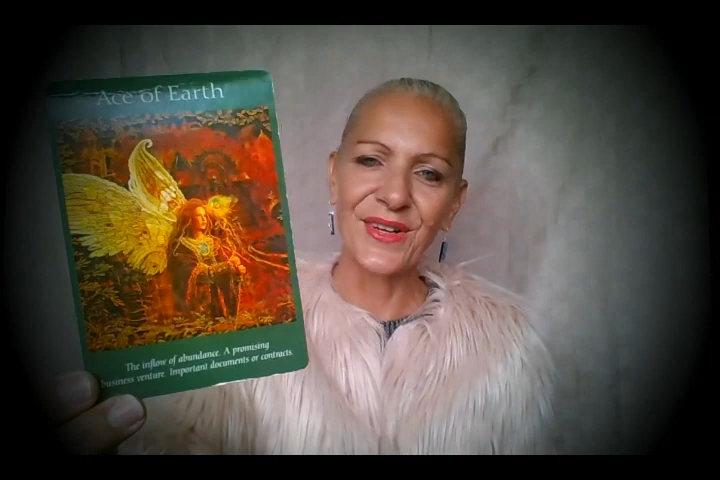 Ace of Earth
The inflow of abundance. A promising
business venture. Important documents or contracts.